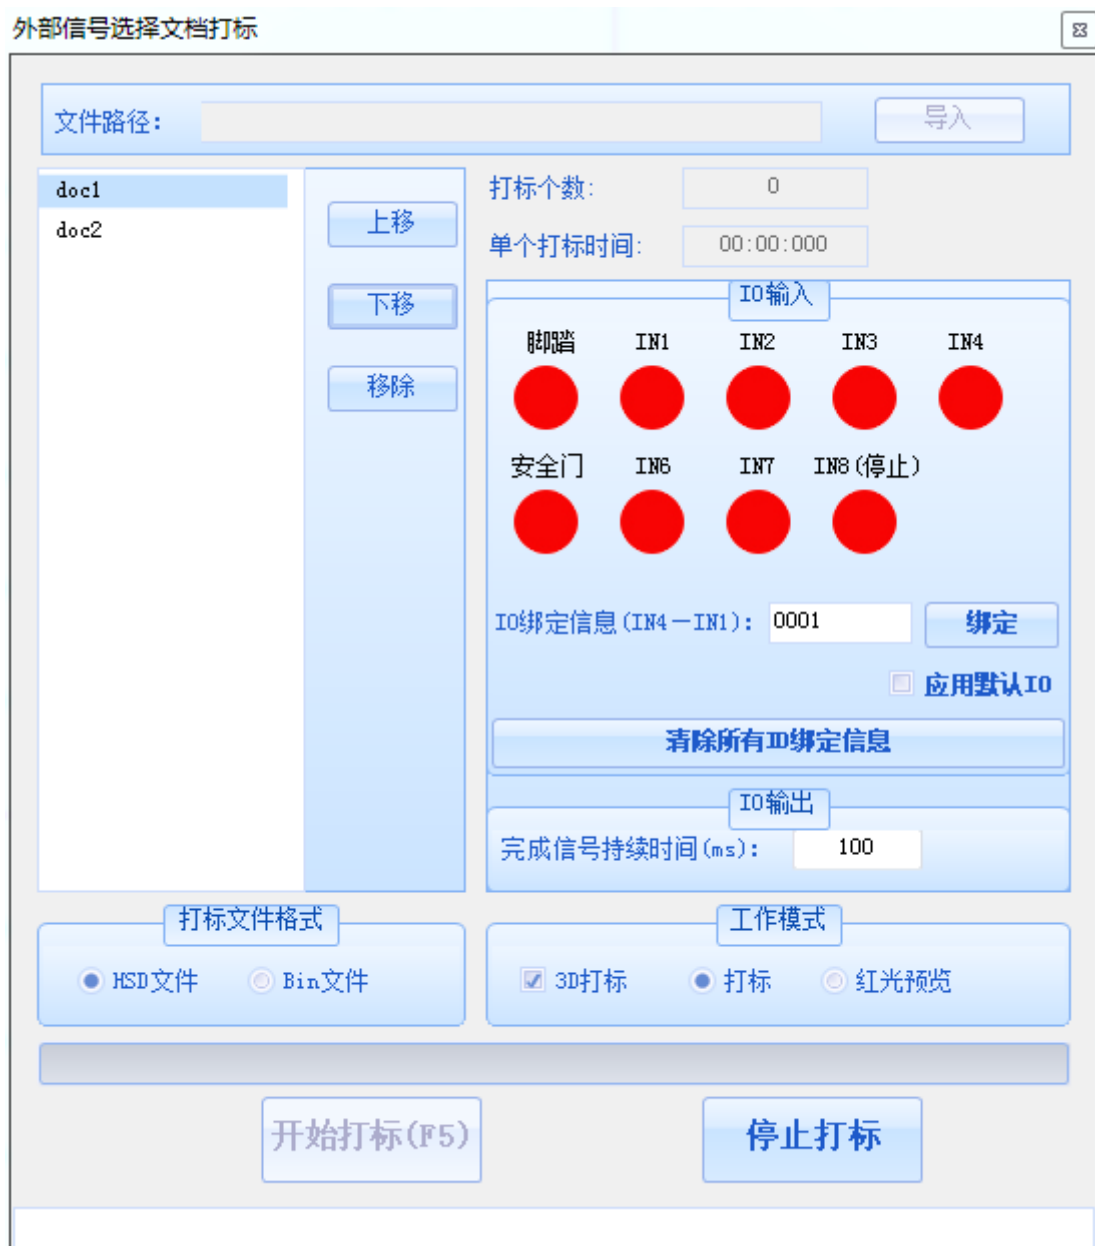 外部信号选择文档打标
文件路径：
导入
doc1
doc2
上移
下移
移除
打标个数:
0
单个打标时间:
00:00:000
IO输入
脚踏 IN1 IN2 IN3 IN4
安全门 IN6 IN7 IN8(停止)
IO绑定信息(IN4－IN1): 0001 绑定
应用默认IO
清除所有IO绑定信息
IO输出
完成信号持续时间(ms): 100
打标文件格式
HSD文件 Bin文件
工作模式
3D打标 打标 红光预览
开始打标(F5) 停止打标